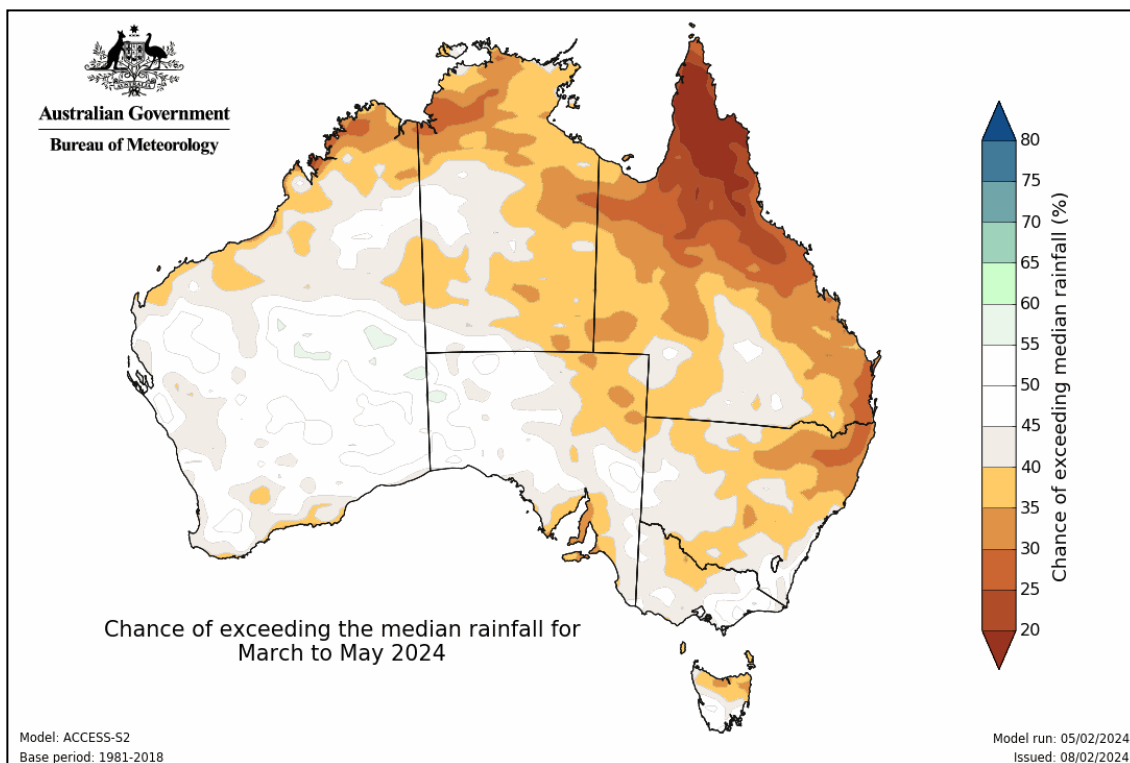 Australian Government
Bureau of Meteorology
80
75
70
65
60
55
50
45
40
35
30
25
20
Chance of exceeding median rainfall (%)
Chance of exceeding the median rainfall for
March to May 2024
Model: ACCESS-S2
Base period: 1981-2018
Model run: 05/02/2024
Issued: 08/02/2024